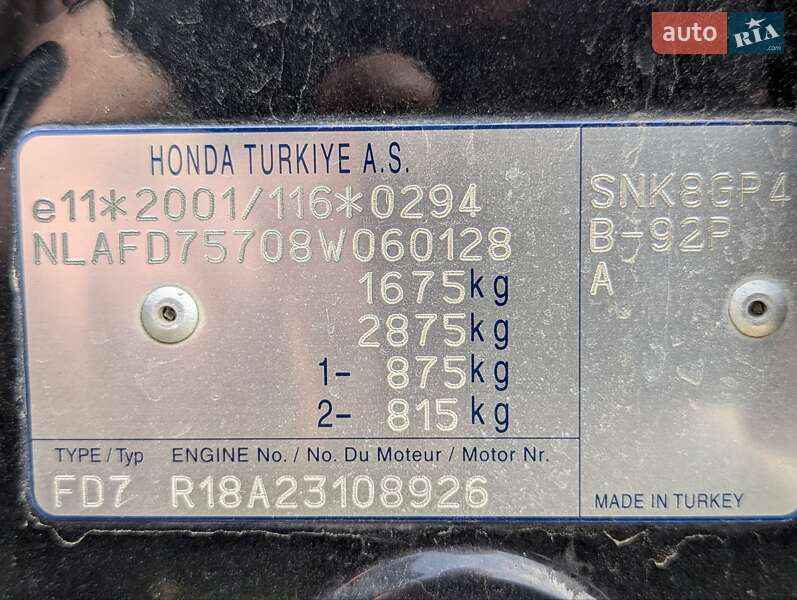 auto RIA .com
HONDA TURKIYE A.S.
e11*2001/116*0294
NLAFD75708W060128
1675kg
2875kg
1- 875kg
2- 815kg
SNK8GP4
B-92P
A
TYPE / Typ ENGINE No. / No. Du Moteur / Motor Nr.
FD7 R18A23108926
MADE IN TURKEY